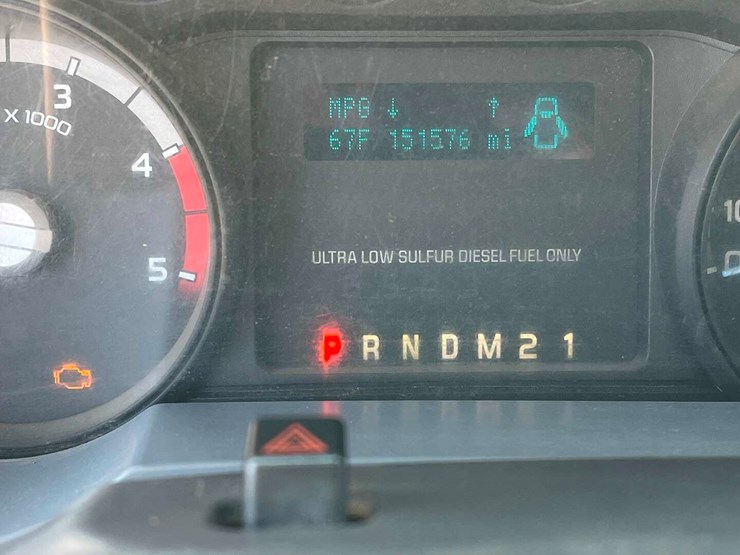 3
X 1000
4
5
MPG ↓ ↑
67F 151576 mi
ULTRA LOW SULFUR DIESEL FUEL ONLY
P R N D M 2 1